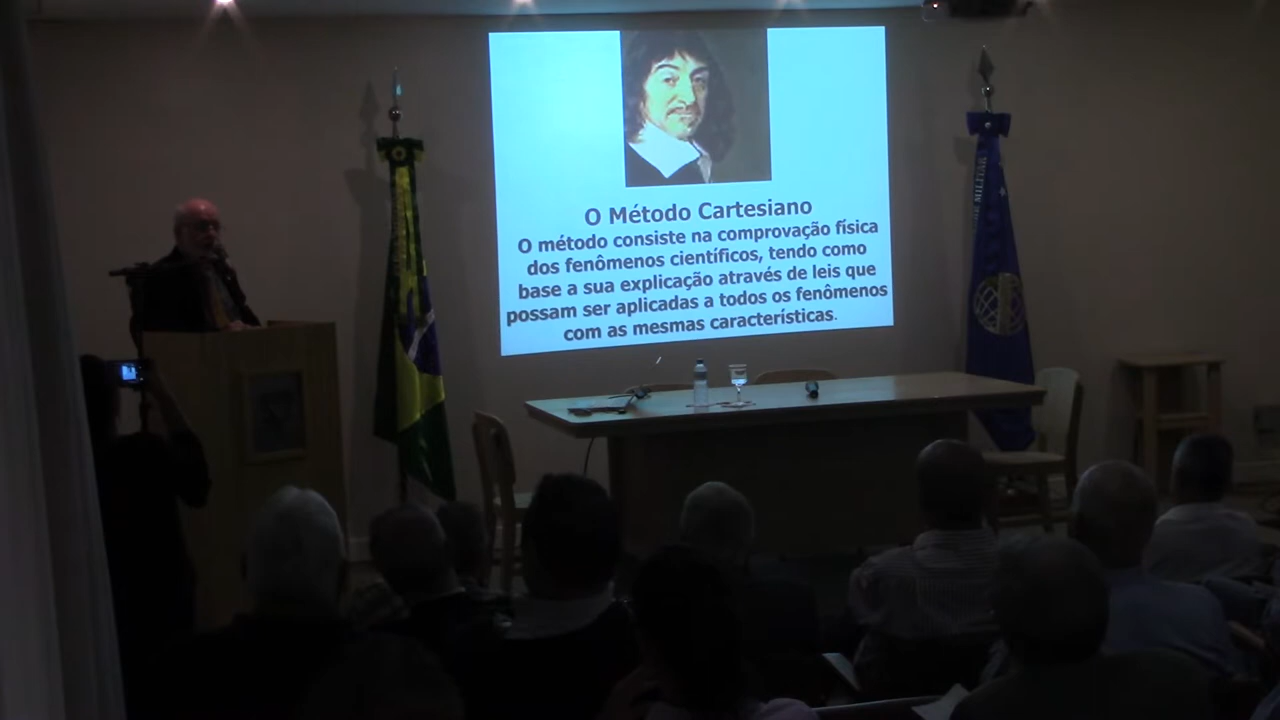 O Método Cartesiano
O método consiste na comprovação física
dos fenômenos científicos, tendo como
base a sua explicação através de leis que
possam ser aplicadas a todos os fenômenos
com as mesmas características.
MILITAR